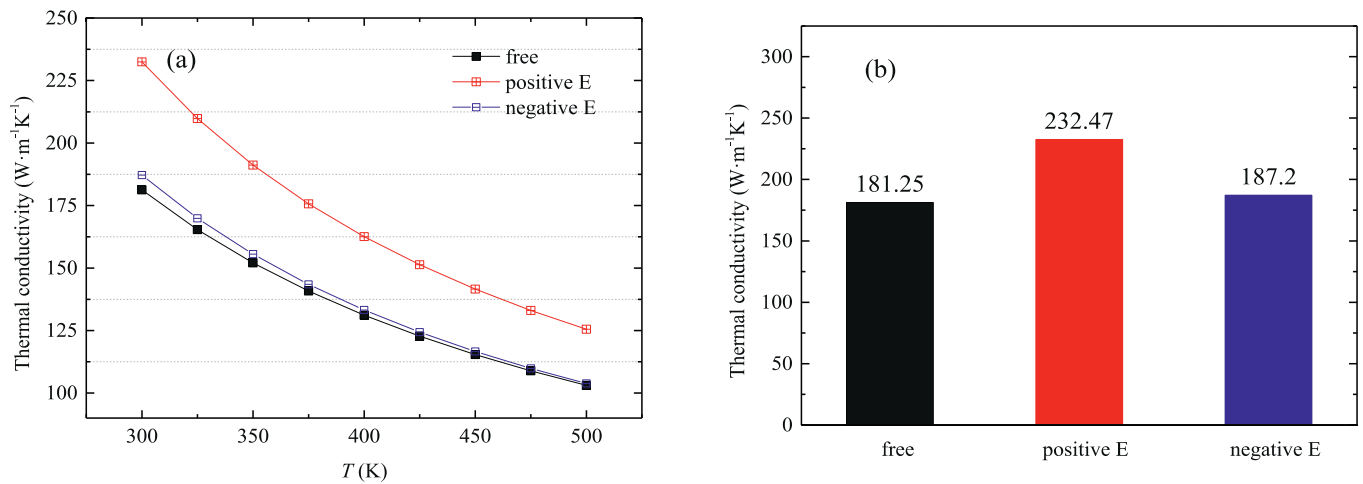 (a)
free
positive E
negative E
250
225
200
175
150
125
100
Thermal conductivity (W·m⁻¹K⁻¹)
300
350
400
450
500
T (K)
(b)
300
250
200
150
100
50
0
Thermal conductivity (W·m⁻¹K⁻¹)
181.25
232.47
187.2
free
positive E
negative E